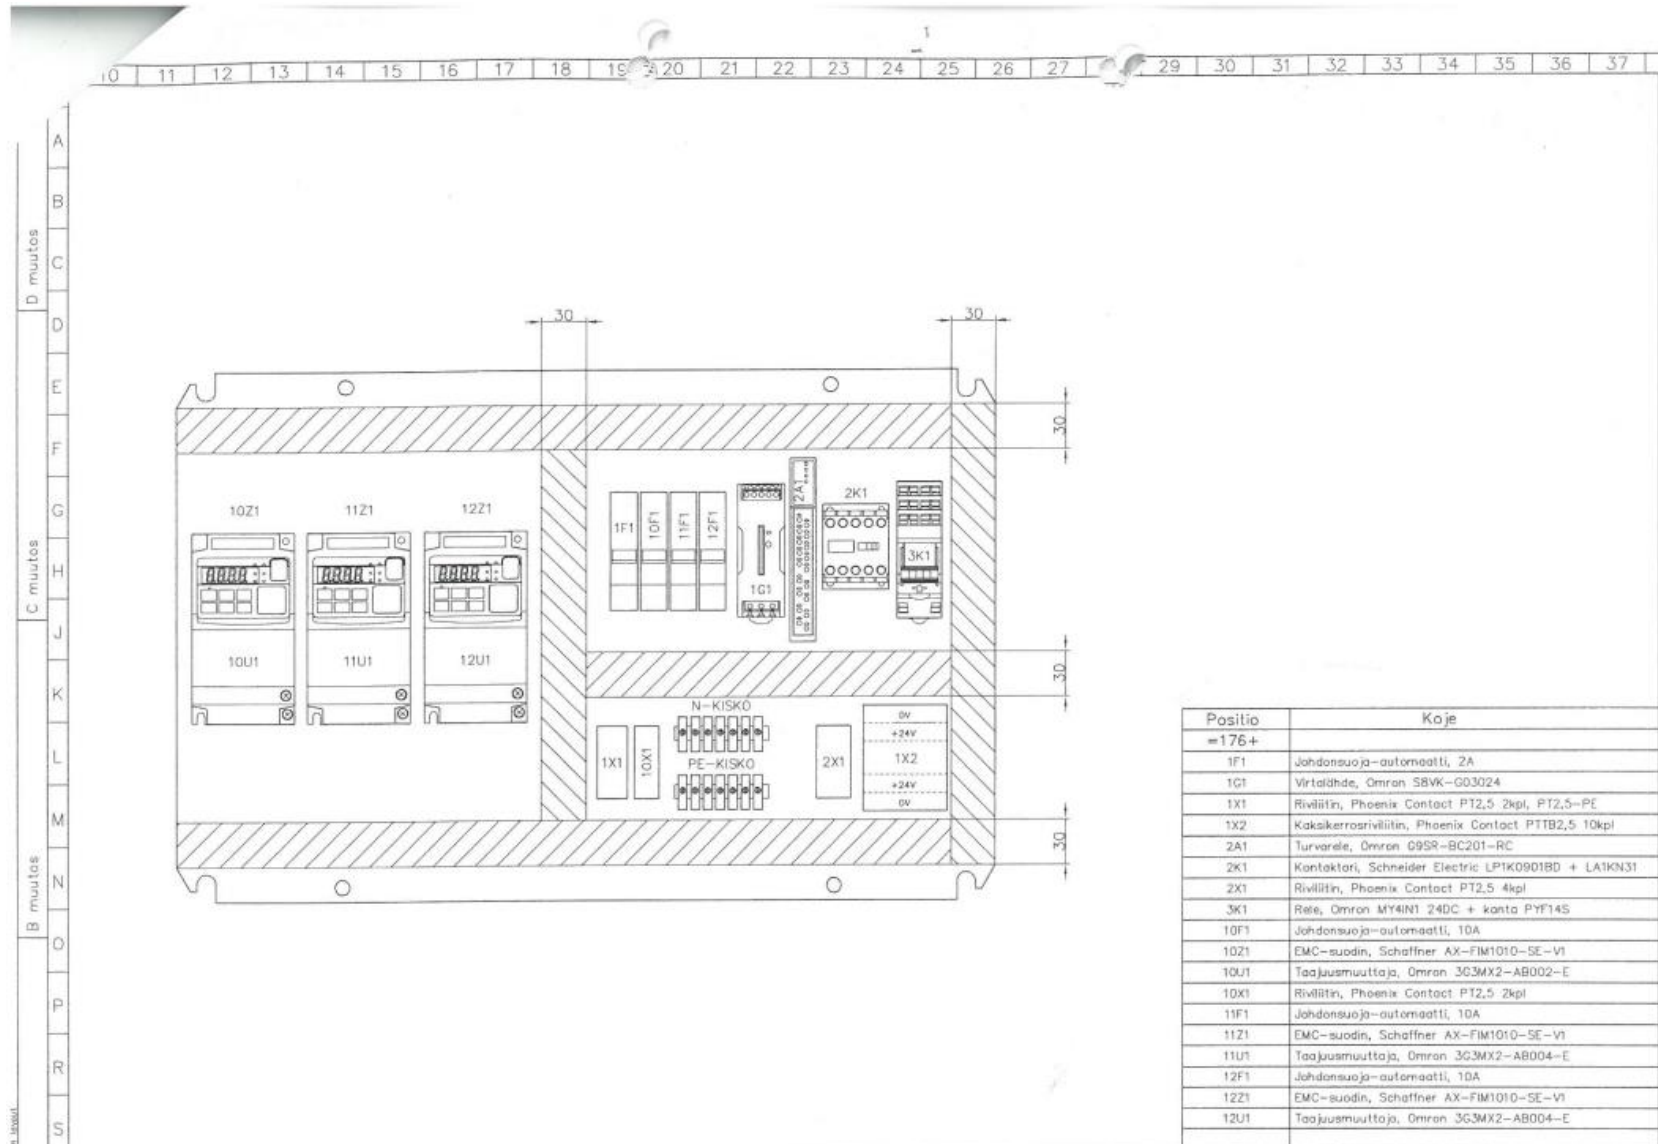 1
10 11 12 13 14 15 16 17 18 19 20 21 22 23 24 25 26 27 29 30 31 32 33 34 35 36 37
A
B
C
D
E
F
G
H
J
K
L
M
N
O
P
R
S
D muutos
C muutos
B muutos
30
30
30
30
30
10Z1 11Z1 12Z1
10U1 11U1 12U1
1F1 10F1 11F1 12F1
1G1
2A1
2K1
3K1
N-KISKO
PE-KISKO
1X1 10X1
2X1
0V
+24V
1X2
+24V
0V
Positio Koje
=176+
1F1 Johdonsuoja-automaatti, 2A
1G1 Virtalähde, Omron S8VK-G03024
1X1 Riviliitin, Phoenix Contact PT2,5 2kpl, PT2,5-PE
1X2 Kaksikerrosriviliitin, Phoenix Contact PTTB2,5 10kpl
2A1 Turvarele, Omron G9SR-BC201-RC
2K1 Kontaktori, Schneider Electric LP1K0901BD + LA1KN31
2X1 Riviliitin, Phoenix Contact PT2,5 4kpl
3K1 Rele, Omron MY4IN1 24DC + kanta PYF14S
10F1 Johdonsuoja-automaatti, 10A
10Z1 EMC-suodin, Schaffner AX-FIM1010-SE-V1
10U1 Taajuusmuuttaja, Omron 3G3MX2-AB002-E
10X1 Riviliitin, Phoenix Contact PT2,5 2kpl
11F1 Johdonsuoja-automaatti, 10A
11Z1 EMC-suodin, Schaffner AX-FIM1010-SE-V1
11U1 Taajuusmuuttaja, Omron 3G3MX2-AB004-E
12F1 Johdonsuoja-automaatti, 10A
12Z1 EMC-suodin, Schaffner AX-FIM1010-SE-V1
12U1 Taajuusmuuttaja, Omron 3G3MX2-AB004-E